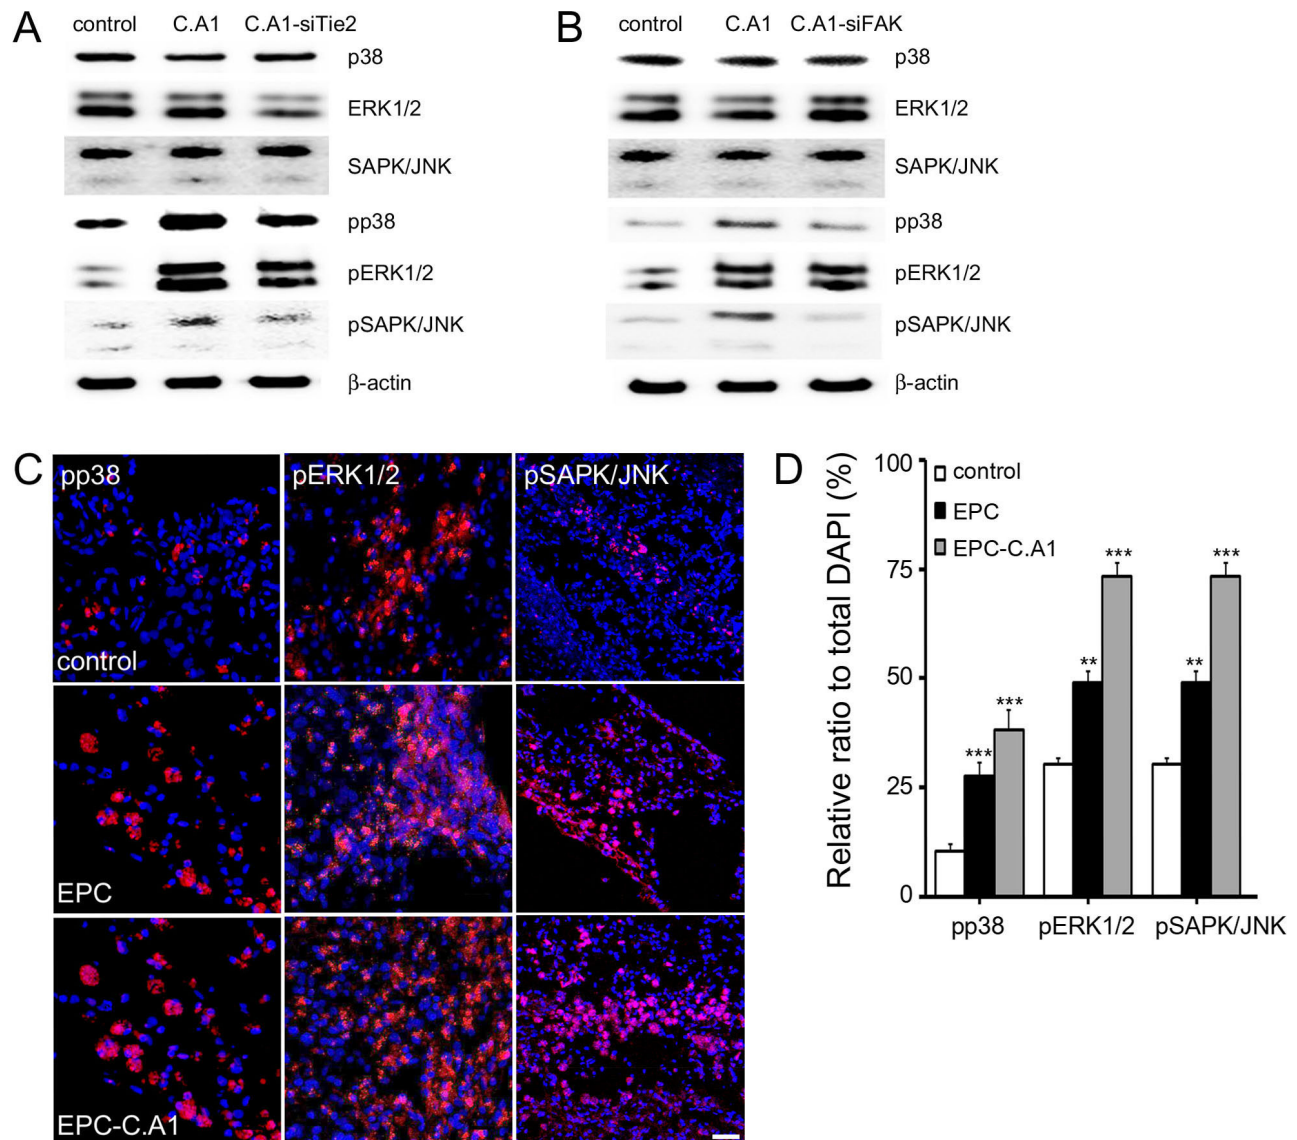 A
control C.A1 C.A1-siTie2
p38
ERK1/2
SAPK/JNK
pp38
pERK1/2
pSAPK/JNK
β-actin
B
control C.A1 C.A1-siFAK
p38
ERK1/2
SAPK/JNK
pp38
pERK1/2
pSAPK/JNK
β-actin
C
pp38 pERK1/2 pSAPK/JNK
control
EPC
EPC-C.A1
D
Relative ratio to total DAPI (%)
100
75
50
25
0
control
EPC
EPC-C.A1
*** ***
** ***
** ***
pp38 pERK1/2 pSAPK/JNK